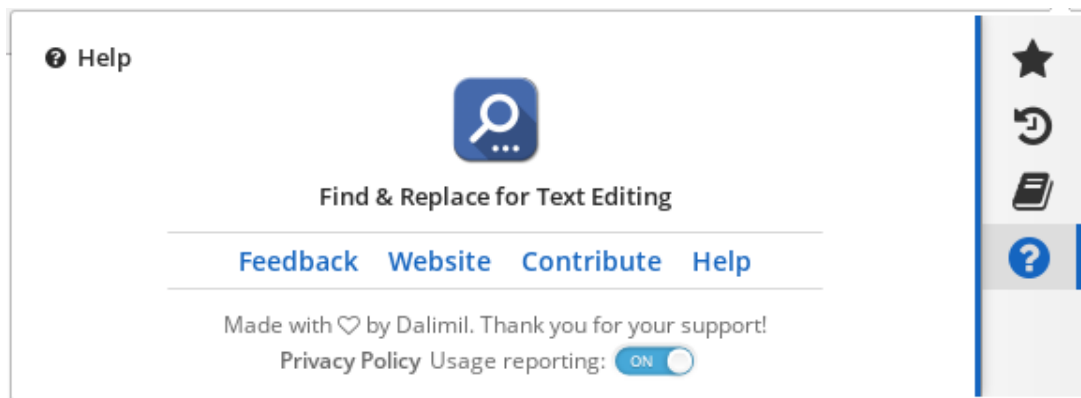 Help
Find & Replace for Text Editing
Feedback Website Contribute Help
Made with ♡ by Dalimil. Thank you for your support!
Privacy Policy Usage reporting: ON